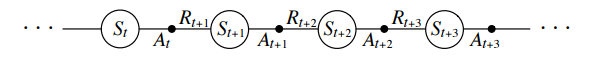 · · · S_t A_t R_{t+1} S_{t+1} A_{t+1} R_{t+2} S_{t+2} A_{t+2} R_{t+3} S_{t+3} A_{t+3} · · ·